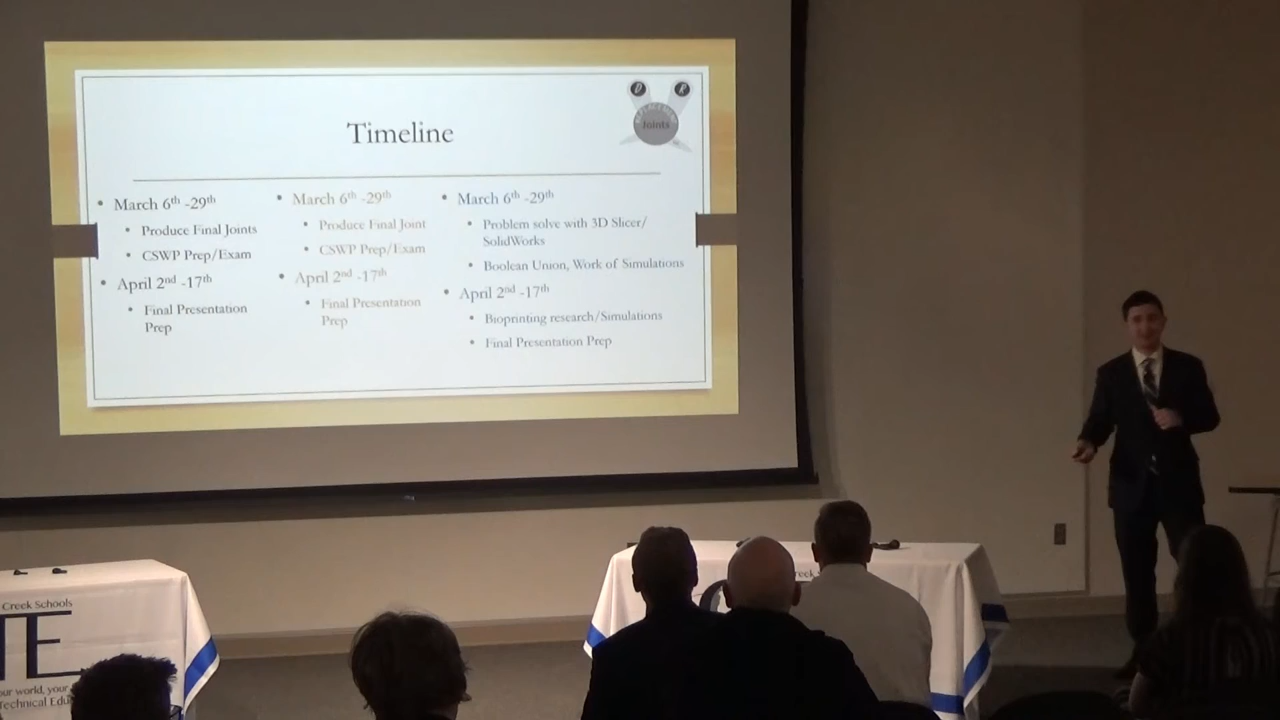 Timeline
D
R
Joints
• March 6th -29th
• Produce Final Joints
• CSWP Prep/Exam
• April 2nd -17th
• Final Presentation
Prep
• March 6th -29th
• Produce Final Joint
• CSWP Prep/Exam
• April 2nd -17th
• Final Presentation
Prep
• March 6th -29th
• Problem solve with 3D Slicer/
SolidWorks
• Boolean Union, Work of Simulations
• April 2nd -17th
• Bioprinting research/Simulations
• Final Presentation Prep
Creek Schools
TE
our world, your
Technical Edu